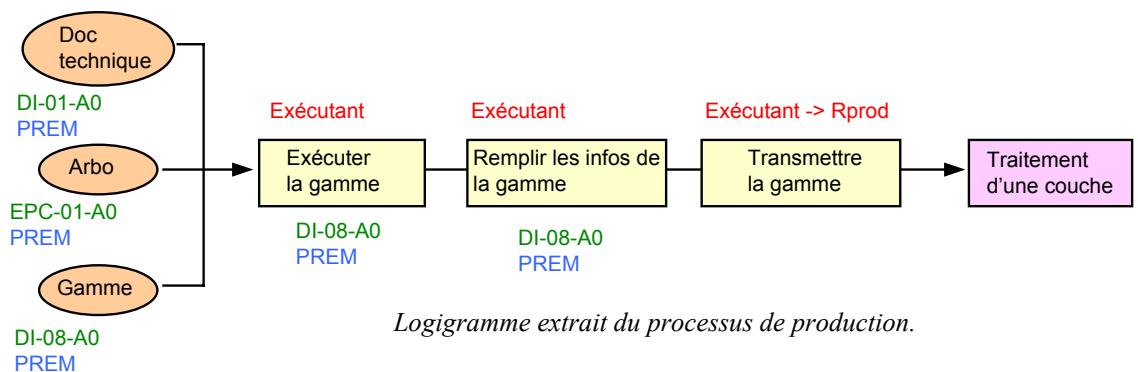 Doc
technique
DI-01-A0
PREM
Arbo
EPC-01-A0
PREM
Gamme
DI-08-A0
PREM
Exécutant
Exécuter
la gamme
DI-08-A0
PREM
Exécutant
Remplir les infos de
la gamme
DI-08-A0
PREM
Exécutant -> Rprod
Transmettre
la gamme
Traitement
d'une couche
Logigramme extrait du processus de production.